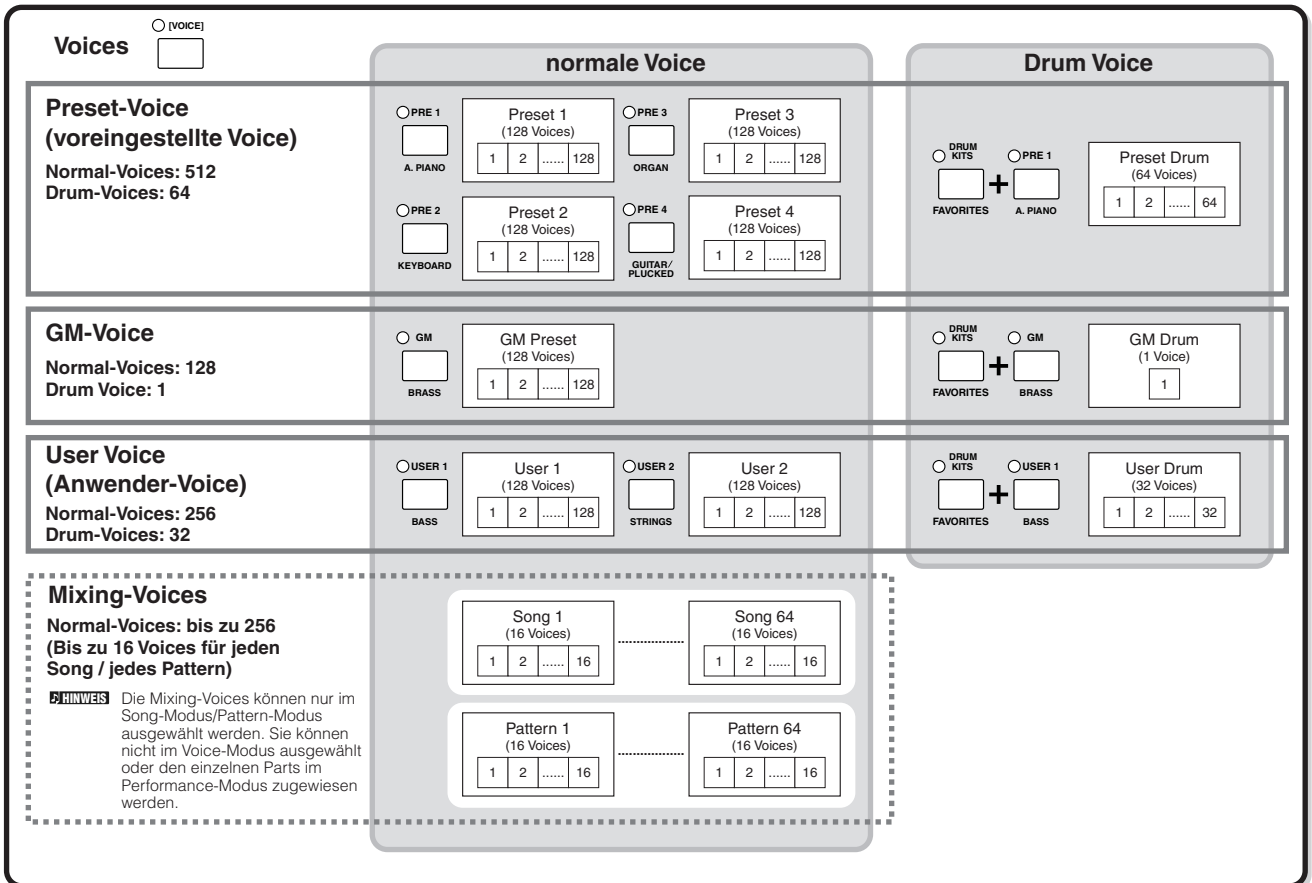 Voices
[VOICE]
normale Voice
Drum Voice
Preset-Voice
(voreingestellte Voice)
Normal-Voices: 512
Drum-Voices: 64
PRE 1
A. PIANO
Preset 1
(128 Voices)
1 2 ...... 128
PRE 3
ORGAN
Preset 3
(128 Voices)
1 2 ...... 128
PRE 2
KEYBOARD
Preset 2
(128 Voices)
1 2 ...... 128
PRE 4
GUITAR/
PLUCKED
Preset 4
(128 Voices)
1 2 ...... 128
DRUM
KITS
FAVORITES
+
PRE 1
A. PIANO
Preset Drum
(64 Voices)
1 2 ...... 64
GM-Voice
Normal-Voices: 128
Drum Voice: 1
GM
BRASS
GM Preset
(128 Voices)
1 2 ...... 128
DRUM
KITS
FAVORITES
+
GM
BRASS
GM Drum
(1 Voice)
1
User Voice
(Anwender-Voice)
Normal-Voices: 256
Drum-Voices: 32
USER 1
BASS
User 1
(128 Voices)
1 2 ...... 128
USER 2
STRINGS
User 2
(128 Voices)
1 2 ...... 128
DRUM
KITS
FAVORITES
+
USER 1
BASS
User Drum
(32 Voices)
1 2 ...... 32
Mixing-Voices
Normal-Voices: bis zu 256
(Bis zu 16 Voices für jeden
Song / jedes Pattern)
HINWEIS Die Mixing-Voices können nur im
Song-Modus/Pattern-Modus
ausgewählt werden. Sie können
nicht im Voice-Modus ausgewählt
oder den einzelnen Parts im
Performance-Modus zugewiesen
werden.
Song 1
(16 Voices)
1 2 ...... 16
Song 64
(16 Voices)
1 2 ...... 16
Pattern 1
(16 Voices)
1 2 ...... 16
Pattern 64
(16 Voices)
1 2 ...... 16